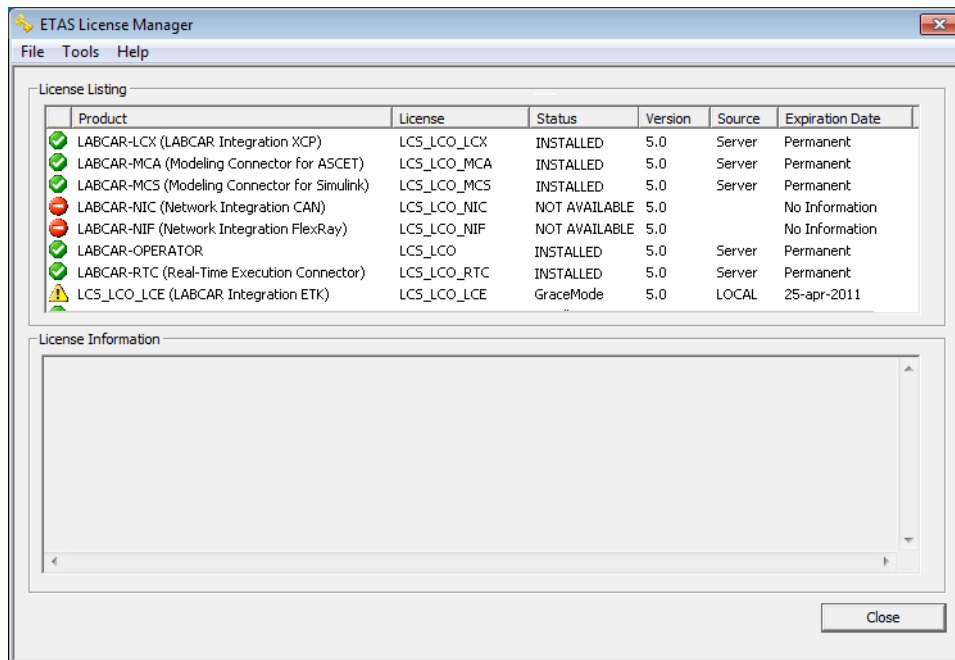 ETAS License Manager
File Tools Help
License Listing
Product License Status Version Source Expiration Date
LABCAR-LCX (LABCAR Integration XCP) LCS_LCO_LCX INSTALLED 5.0 Server Permanent
LABCAR-MCA (Modeling Connector for ASCET) LCS_LCO_MCA INSTALLED 5.0 Server Permanent
LABCAR-MCS (Modeling Connector for Simulink) LCS_LCO_MCS INSTALLED 5.0 Server Permanent
LABCAR-NIC (Network Integration CAN) LCS_LCO_NIC NOT AVAILABLE 5.0 No Information
LABCAR-NIF (Network Integration FlexRay) LCS_LCO_NIF NOT AVAILABLE 5.0 No Information
LABCAR-OPERATOR LCS_LCO INSTALLED 5.0 Server Permanent
LABCAR-RTC (Real-Time Execution Connector) LCS_LCO_RTC INSTALLED 5.0 Server Permanent
LCS_LCO_LCE (LABCAR Integration ETK) LCS_LCO_LCE GraceMode 5.0 LOCAL 25-apr-2011
License Information
Close